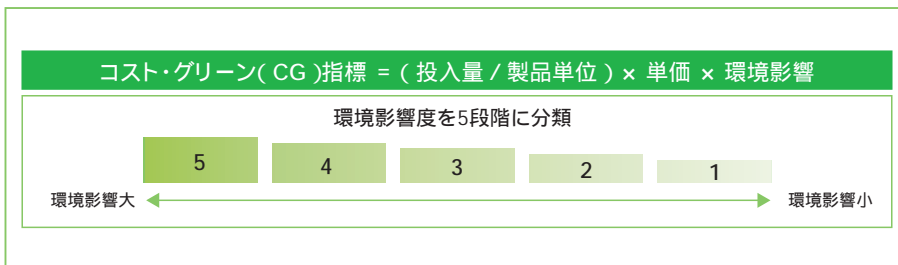 コスト・グリーン( CG )指標 = ( 投入量 / 製品単位 ) × 単価 × 環境影響
環境影響度を5段階に分類
5 4 3 2 1
環境影響大 環境影響小